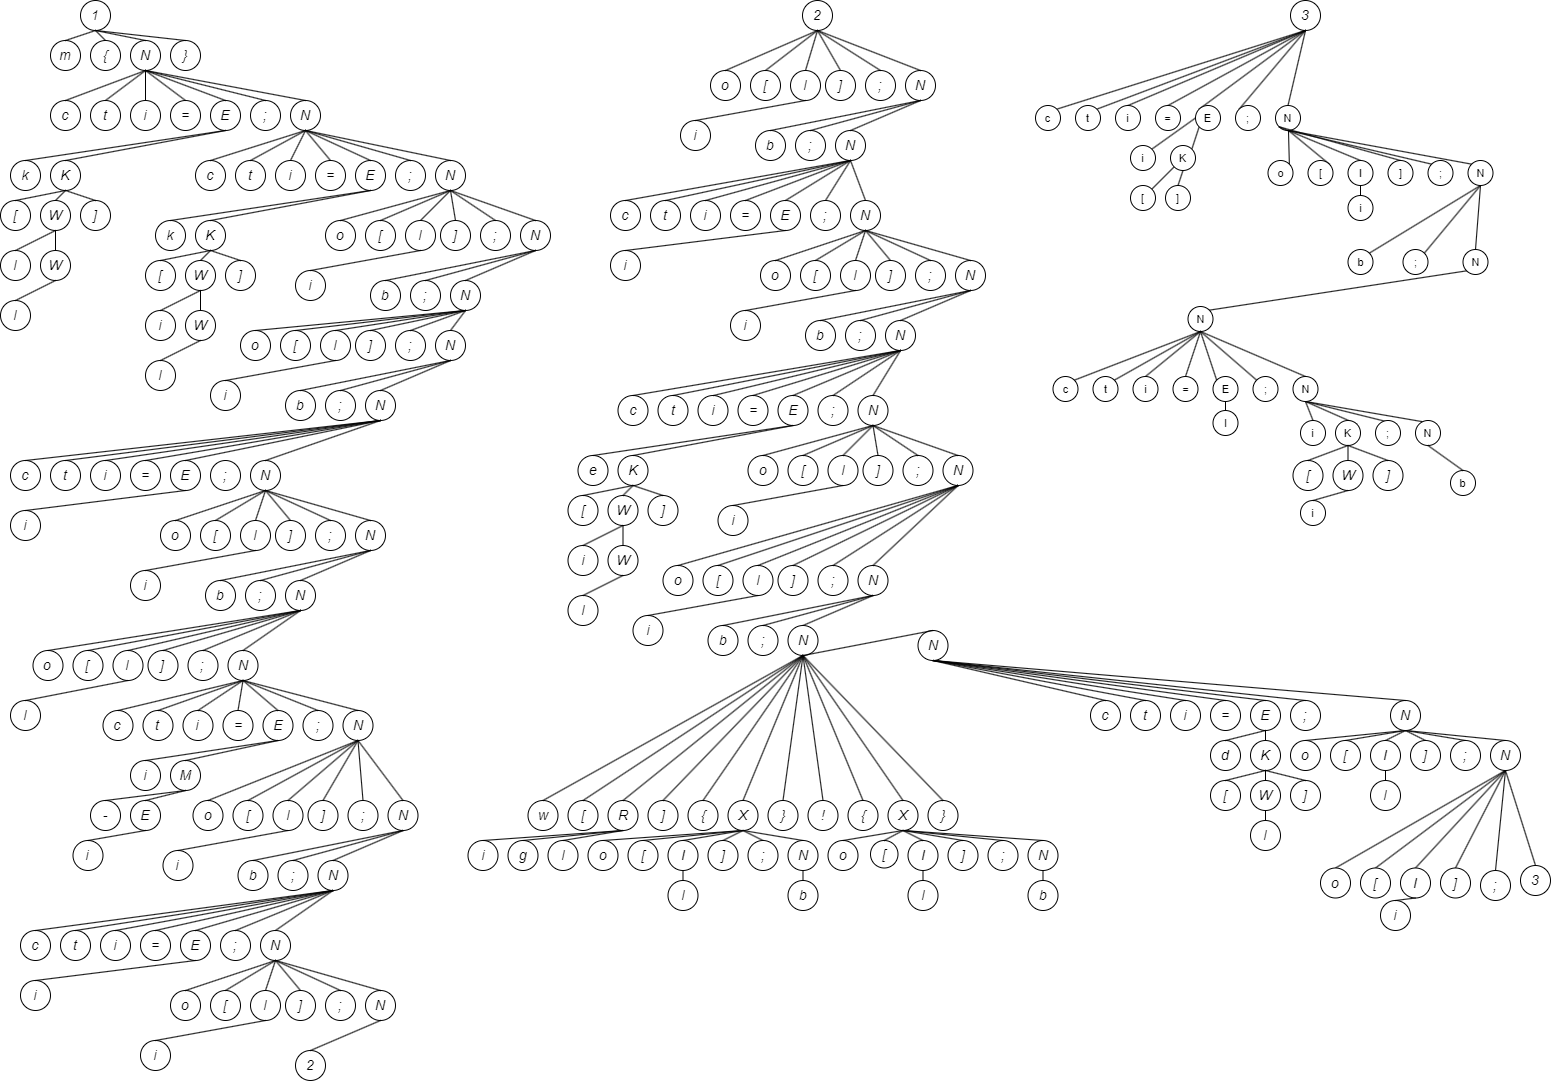 1
m { N }
c t i = E ; N
k K
c t i = E ; N
[ W ]
k K
o [ I ] ; N
l W
[ W ]
i
b ; N
l
i W
o [ I ] ; N
l
i
b ; N
c t i = E ; N
i
o [ I ] ; N
i
b ; N
o [ I ] ; N
l
c t i = E ; N
i M
- E
o [ I ] ; N
i
i
b ; N
c t i = E ; N
i
o [ I ] ; N
i
2
2
o [ I ] ; N
i
b ; N
c t i = E ; N
i
o [ I ] ; N
i
b ; N
c t i = E ; N
e K
o [ I ] ; N
[ W ]
i
i W
l
o [ I ] ; N
i
b ; N
N
w [ R ] { X } ! { X }
i g l o [ I ] ; N o [ I ] ; N
l b l b
c t i = E ; N
d K o [ I ] ; N
[ W ] l
l
o [ I ] ; 3
i
3
c t i = E ; N
i K
o [ I ] ; N
[ ]
i
b ; N
N
c t i = E ; N
l
i K ; N
[ W ] b
i